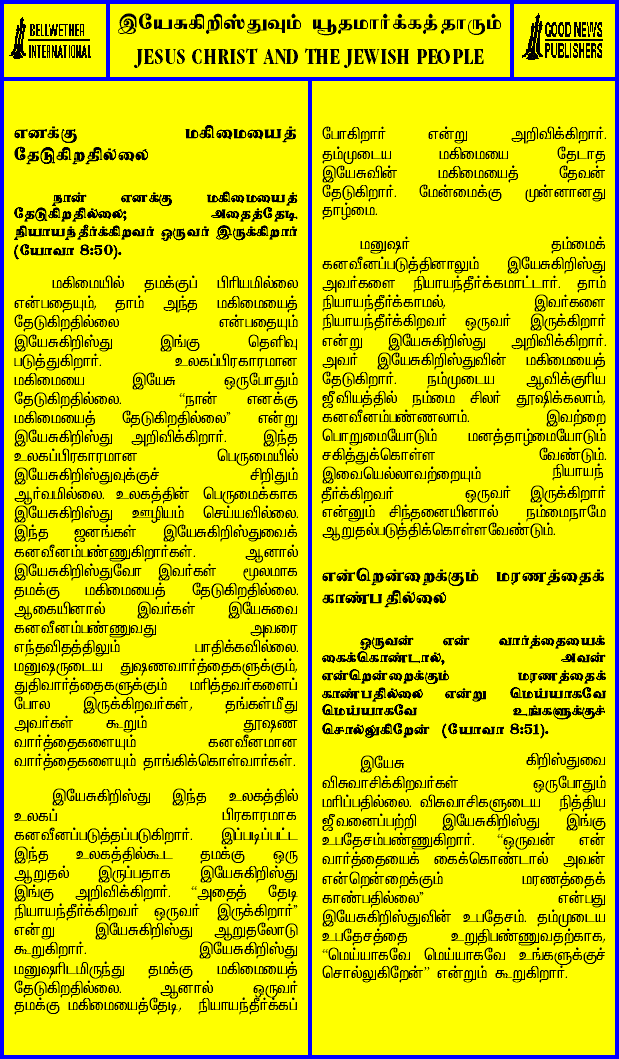 BELLWETHER
INTERNATIONAL
இயேசுகிறிஸ்துவும் யூதமார்க்கத்தாரும்
JESUS CHRIST AND THE JEWISH PEOPLE
GOOD NEWS
PUBLISHERS
எனக்கு மகிமையைத்
தேடுகிறதில்லை
நான் எனக்கு மகிமையைத்
தேடுகிறதில்லை; அதைத்தேடி,
நியாயந்தீர்க்கிறவர் ஒருவர் இருக்கிறார்
(யோவா 8:50).
மகிமையில் தமக்குப் பிரியமில்லை
என்பதையும், தாம் அந்த மகிமையைத்
தேடுகிறதில்லை என்பதையும்
இயேசுகிறிஸ்து இங்கு தெளிவு
படுத்துகிறார். உலகப்பிரகாரமான
மகிமையை இயேசு ஒருபோதும்
தேடுகிறதில்லை. “நான் எனக்கு
மகிமையைத் தேடுகிறதில்லை” என்று
இயேசுகிறிஸ்து அறிவிக்கிறார். இந்த
உலகப்பிரகாரமான பெருமையில்
இயேசுகிறிஸ்துவுக்குச் சிறிதும்
ஆர்வமில்லை. உலகத்தின் பெருமைக்காக
இயேசுகிறிஸ்து ஊழியம் செய்யவில்லை.
இந்த ஜனங்கள் இயேசுகிறிஸ்துவைக்
கனவீனம்பண்ணுகிறார்கள். ஆனால்
இயேசுகிறிஸ்துவோ இவர்கள் மூலமாக
தமக்கு மகிமையைத் தேடுகிறதில்லை.
ஆகையினால் இவர்கள் இயேசுவை
கனவீனம்பண்ணுவது அவரை
எந்தவிதத்திலும் பாதிக்கவில்லை.
மனுஷருடைய துஷணவார்த்தைகளுக்கும்,
துதிவார்த்தைகளுக்கும் மரித்தவர்களைப்
போல இருக்கிறவர்கள், தங்கள்மீது
அவர்கள் கூறும் தூஷண
வார்த்தைகளையும் கனவீனமான
வார்த்தைகளையும் தாங்கிக்கொள்வார்கள்.
இயேசுகிறிஸ்து இந்த உலகத்தில்
உலகப் பிரகாரமாக
கனவீனப்படுத்தப்படுகிறார். இப்படிப்பட்ட
இந்த உலகத்தில்கூட தமக்கு ஒரு
ஆறுதல் இருப்பதாக இயேசுகிறிஸ்து
இங்கு அறிவிக்கிறார். “அதைத் தேடி
நியாயந்தீர்க்கிறவர் ஒருவர் இருக்கிறார்”
என்று இயேசுகிறிஸ்து ஆறுதலோடு
கூறுகிறார். இயேசுகிறிஸ்து
மனுஷரிடமிருந்து தமக்கு மகிமையைத்
தேடுகிறதில்லை. ஆனால் ஒருவர்
தமக்கு மகிமையைத்தேடி, நியாயந்தீர்க்கப்
போகிறார் என்று அறிவிக்கிறார்.
தம்முடைய மகிமையை தேடாத
இயேசுவின் மகிமையைத் தேவன்
தேடுகிறார். மேன்மைக்கு முன்னானது
தாழ்மை.
மனுஷர் தம்மைக்
கனவீனப்படுத்தினாலும் இயேசுகிறிஸ்து
அவர்களை நியாயந்தீர்க்கமாட்டார். தாம்
நியாயந்தீர்க்காமல், இவர்களை
நியாயந்தீர்க்கிறவர் ஒருவர் இருக்கிறார்
என்று இயேசுகிறிஸ்து அறிவிக்கிறார்.
அவர் இயேசுகிறிஸ்துவின் மகிமையைத்
தேடுகிறார். நம்முடைய ஆவிக்குரிய
ஜீவியத்தில் நம்மை சிலர் தூஷிக்கலாம்,
கனவீனம்பண்ணலாம். இவற்றை
பொறுமையோடும் மனத்தாழ்மையோடும்
சகித்துக்கொள்ள வேண்டும்.
இவையெல்லாவற்றையும் நியாயந்
தீர்க்கிறவர் ஒருவர் இருக்கிறார்
என்னும் சிந்தனையினால் நம்மைநாமே
ஆறுதல்படுத்திக்கொள்ளவேண்டும்.
என்றென்றைக்கும் மரணத்தைக்
காண்பதில்லை
ஒருவன் என் வார்த்தையைக்
கைக்கொண்டால், அவன்
என்றென்றைக்கும் மரணத்தைக்
காண்பதில்லை என்று மெய்யாகவே
மெய்யாகவே உங்களுக்குச்
சொல்லுகிறேன் (யோவா 8:51).
இயேசு கிறிஸ்துவை
விசுவாசிக்கிறவர்கள் ஒருபோதும்
மரிப்பதில்லை. விசுவாசிகளுடைய நித்திய
ஜீவனைப்பற்றி இயேசுகிறிஸ்து இங்கு
உபதேசம்பண்ணுகிறார். “ஒருவன் என்
வார்த்தையைக் கைக்கொண்டால் அவன்
என்றென்றைக்கும் மரணத்தைக்
காண்பதில்லை” என்பது
இயேசுகிறிஸ்துவின் உபதேசம். தம்முடைய
உபதேசத்தை உறுதிபண்ணுவதற்காக,
“மெய்யாகவே மெய்யாகவே உங்களுக்குச்
சொல்லுகிறேன்” என்றும் கூறுகிறார்.